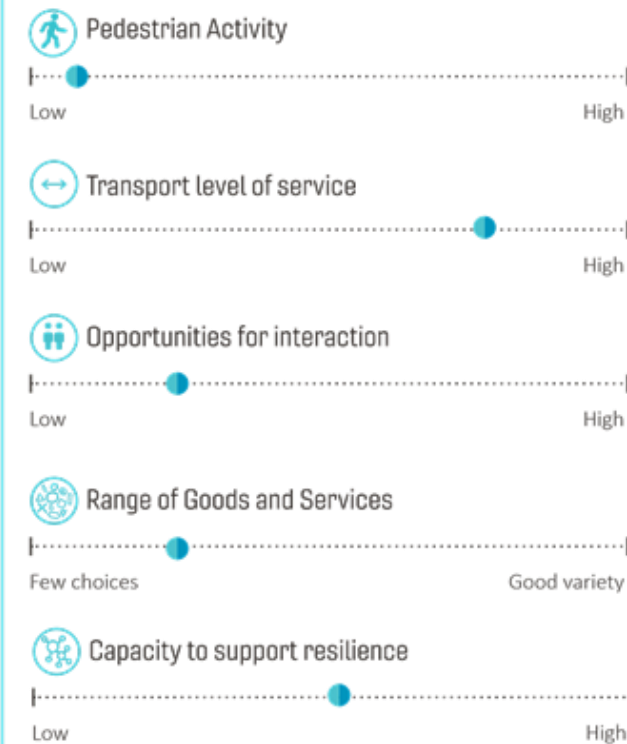 Pedestrian Activity
Low High
Transport level of service
Low High
Opportunities for interaction
Low High
Range of Goods and Services
Few choices Good variety
Capacity to support resilience
Low High